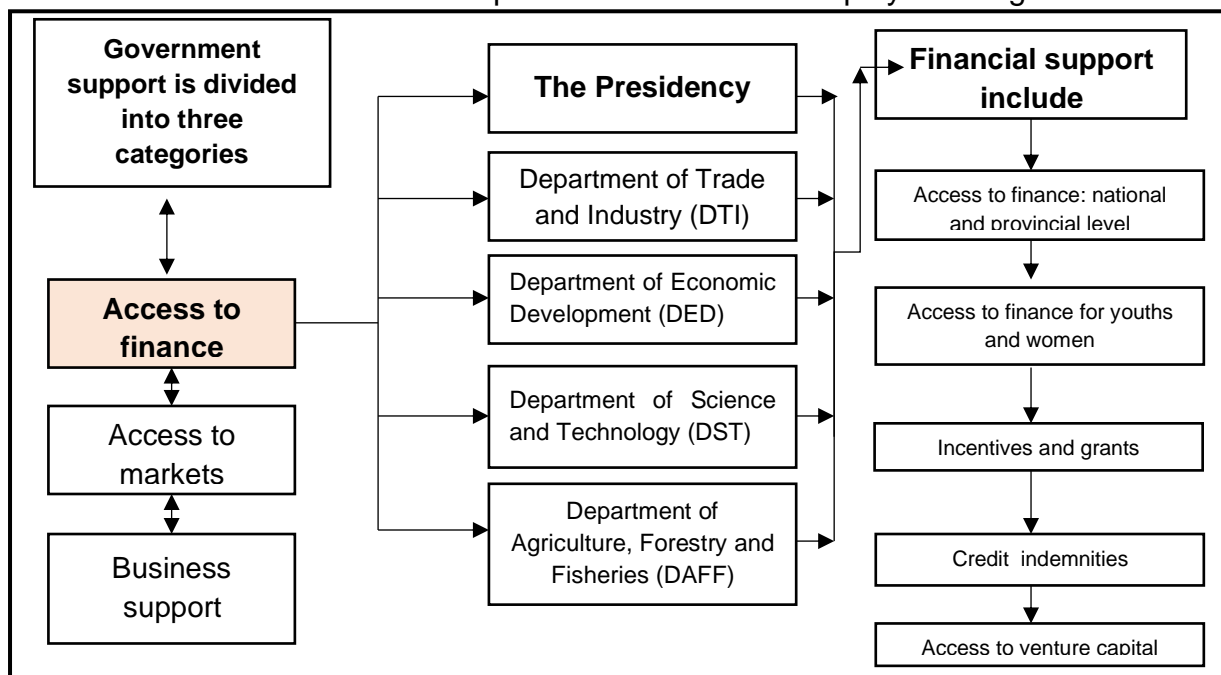 Government
support is divided
into three
categories
Access to
finance
Access to
markets
Business
support
The Presidency
Department of Trade
and Industry (DTI)
Department of Economic
Development (DED)
Department of Science
and Technology (DST)
Department of
Agriculture, Forestry and
Fisheries (DAFF)
Financial support
include
Access to finance: national
and provincial level
Access to finance for youths
and women
Incentives and grants
Credit indemnities
Access to venture capital